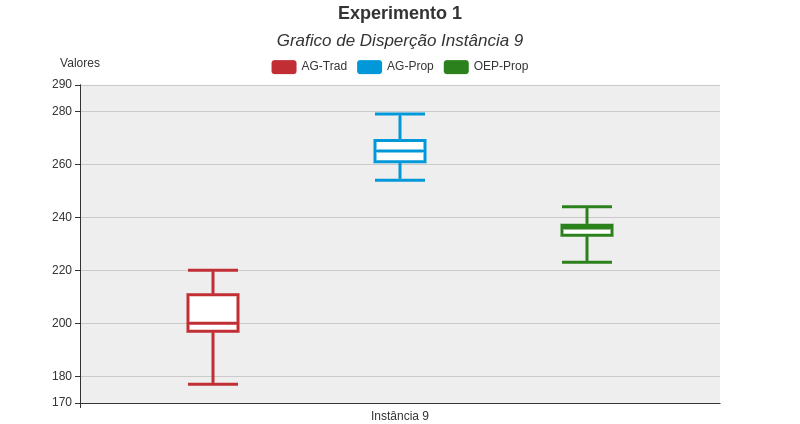 Experimento 1
Grafico de Disperção Instância 9
Valores
AG-Trad AG-Prop OEP-Prop
290
280
260
240
220
200
180
170
Instância 9